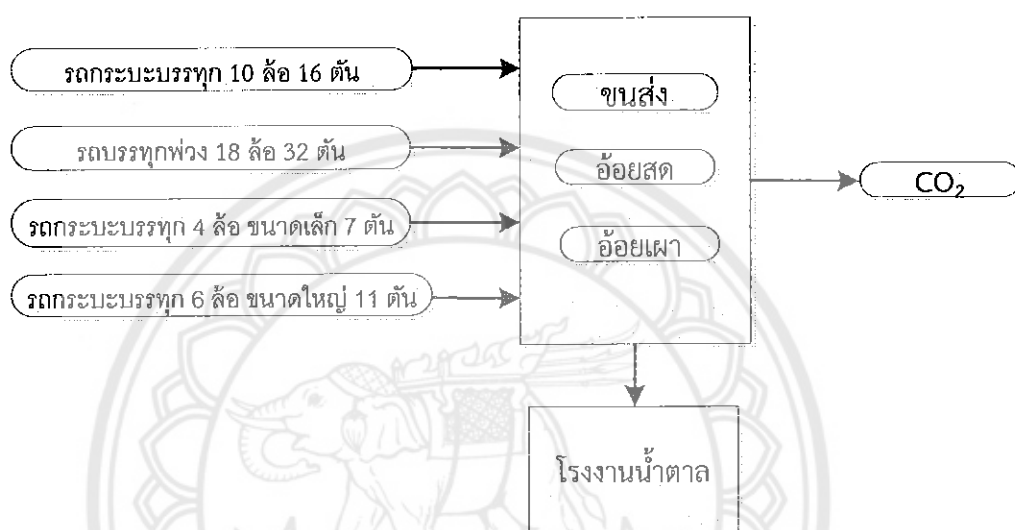 รถกระบะบรรทุก 10 ล้อ 16 ตัน
รถบรรทุกพ่วง 18 ล้อ 32 ตัน
รถกระบะบรรทุก 4 ล้อ ขนาดเล็ก 7 ตัน
รถกระบะบรรทุก 6 ล้อ ขนาดใหญ่ 11 ตัน
ขนส่ง
อ้อยสด
อ้อยเผา
CO₂
โรงงานน้ำตาล